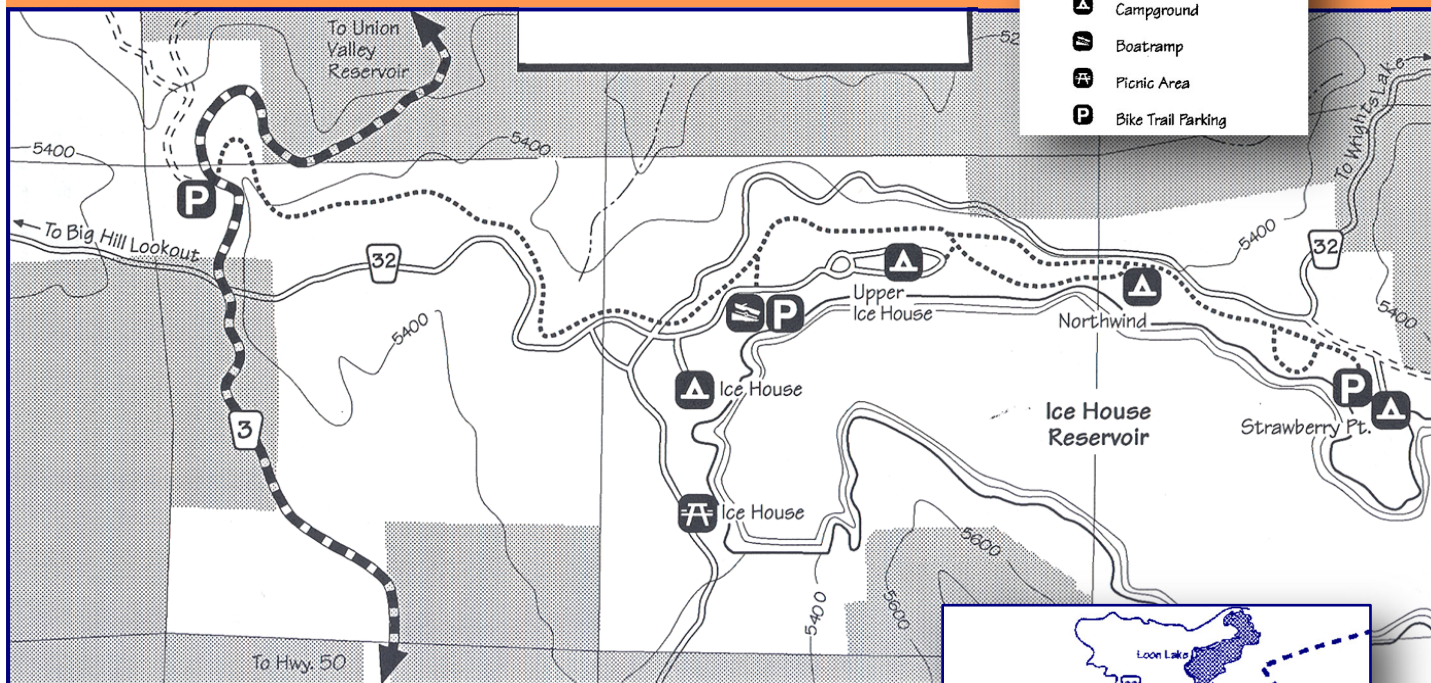 Campground
Boatramp
Picnic Area
P
Bike Trail Parking
To Union
Valley
Reservoir
To Wrights Lake
5400
5400
P
To Big Hill Lookout
32
5400
32
Upper
Ice House
P
Northwind
5400
5400
Ice House
Ice House
Reservoir
P
Strawberry Pt.
3
Ice House
5600
5400
5600
To Hwy. 50
Loon Lake